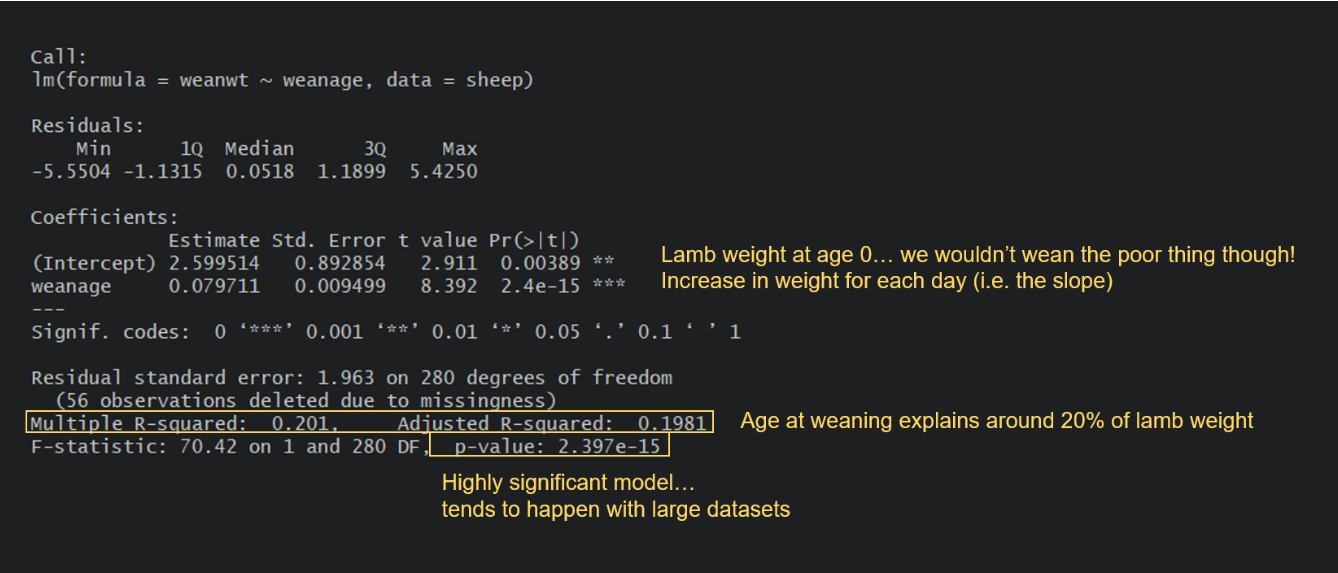 Call:
lm(formula = weanwt ~ weanage, data = sheep)
Residuals:
Min 1Q Median 3Q Max
-5.5504 -1.1315 0.0518 1.1899 5.4250
Coefficients:
Estimate Std. Error t value Pr(>|t|)
(Intercept) 2.599514 0.892854 2.911 0.00389 **
Lamb weight at age 0… we wouldn’t wean the poor thing though!
weanage 0.079711 0.009499 8.392 2.4e-15 ***
Increase in weight for each day (i.e. the slope)
---
Signif. codes: 0 ‘***’ 0.001 ‘**’ 0.01 ‘*’ 0.05 ‘.’ 0.1 ‘ ’ 1
Residual standard error: 1.963 on 280 degrees of freedom
(56 observations deleted due to missingness)
Multiple R-squared: 0.201, Adjusted R-squared: 0.1981
Age at weaning explains around 20% of lamb weight
F-statistic: 70.42 on 1 and 280 DF, p-value: 2.397e-15
Highly significant model…
tends to happen with large datasets